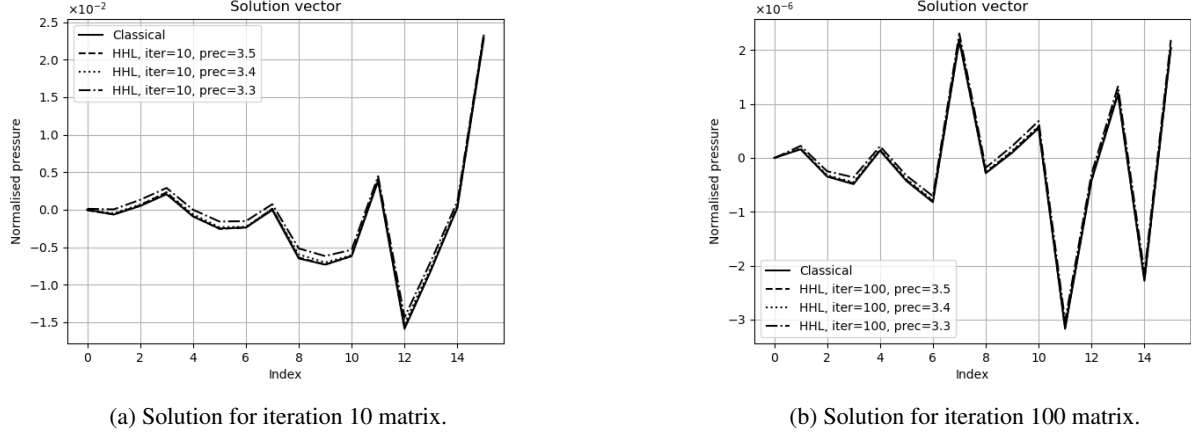 Solution vector
×10⁻²
2.5
2.0
1.5
1.0
0.5
0.0
−0.5
−1.0
−1.5
Normalised pressure
Classical
HHL, iter=10, prec=3.5
HHL, iter=10, prec=3.4
HHL, iter=10, prec=3.3
0 2 4 6 8 10 12 14
Index
(a) Solution for iteration 10 matrix.
Solution vector
×10⁻⁶
2
1
0
−1
−2
−3
Normalised pressure
Classical
HHL, iter=100, prec=3.5
HHL, iter=100, prec=3.4
HHL, iter=100, prec=3.3
0 2 4 6 8 10 12 14
Index
(b) Solution for iteration 100 matrix.